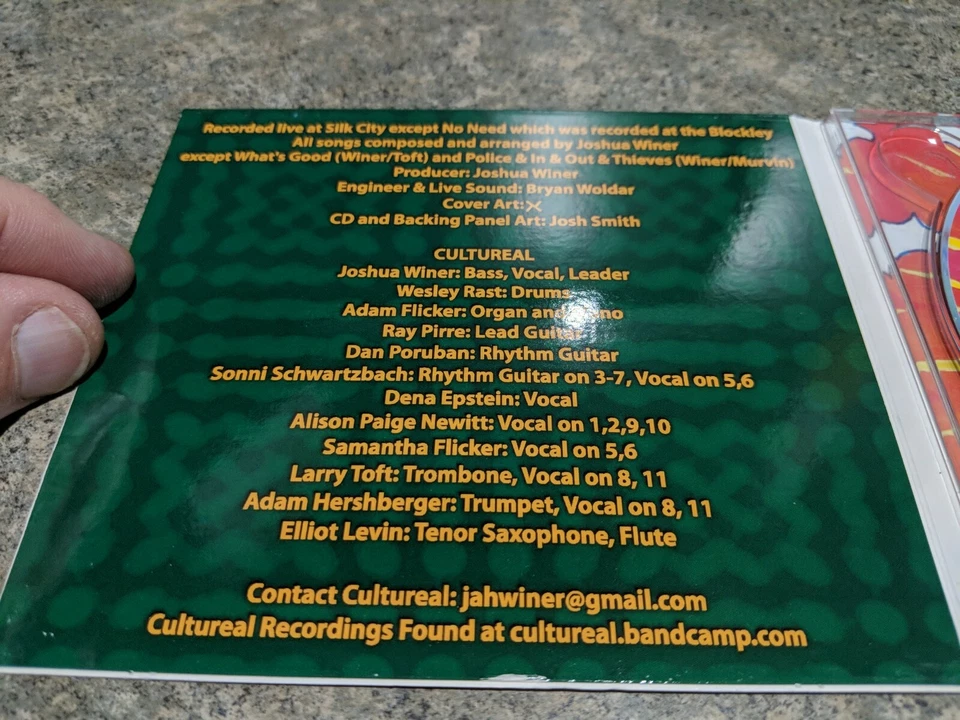 Recorded live at Silk City except No Need which was recorded at the Blockley
All songs composed and arranged by Joshua Winer
except What's Good (Winer/Toft) and Police & In & Out & Thieves (Winer/Murvin)
Producer: Joshua Winer
Engineer & Live Sound: Bryan Woldar
Cover Art:
CD and Backing Panel Art: Josh Smith
CULTUREAL
Joshua Winer: Bass, Vocal, Leader
Wesley Rast: Drums
Adam Flicker: Organ and
Ray Pirre: Lead Guitar
Dan Poruban: Rhythm Guitar
Sonni Schwartzbach: Rhythm Guitar on 3-7, Vocal on 5,6
Dena Epstein: Vocal
Alison Paige Newitt: Vocal on 1,2,9,10
Samantha Flicker: Vocal on 5,6
Larry Toft: Trombone, Vocal on 8, 11
Adam Hershberger: Trumpet, Vocal on 8, 11
Elliot Levin: Tenor Saxophone, Flute
Contact Cultureal: jahwiner@gmail.com
Cultureal Recordings Found at cultureal.bandcamp.com